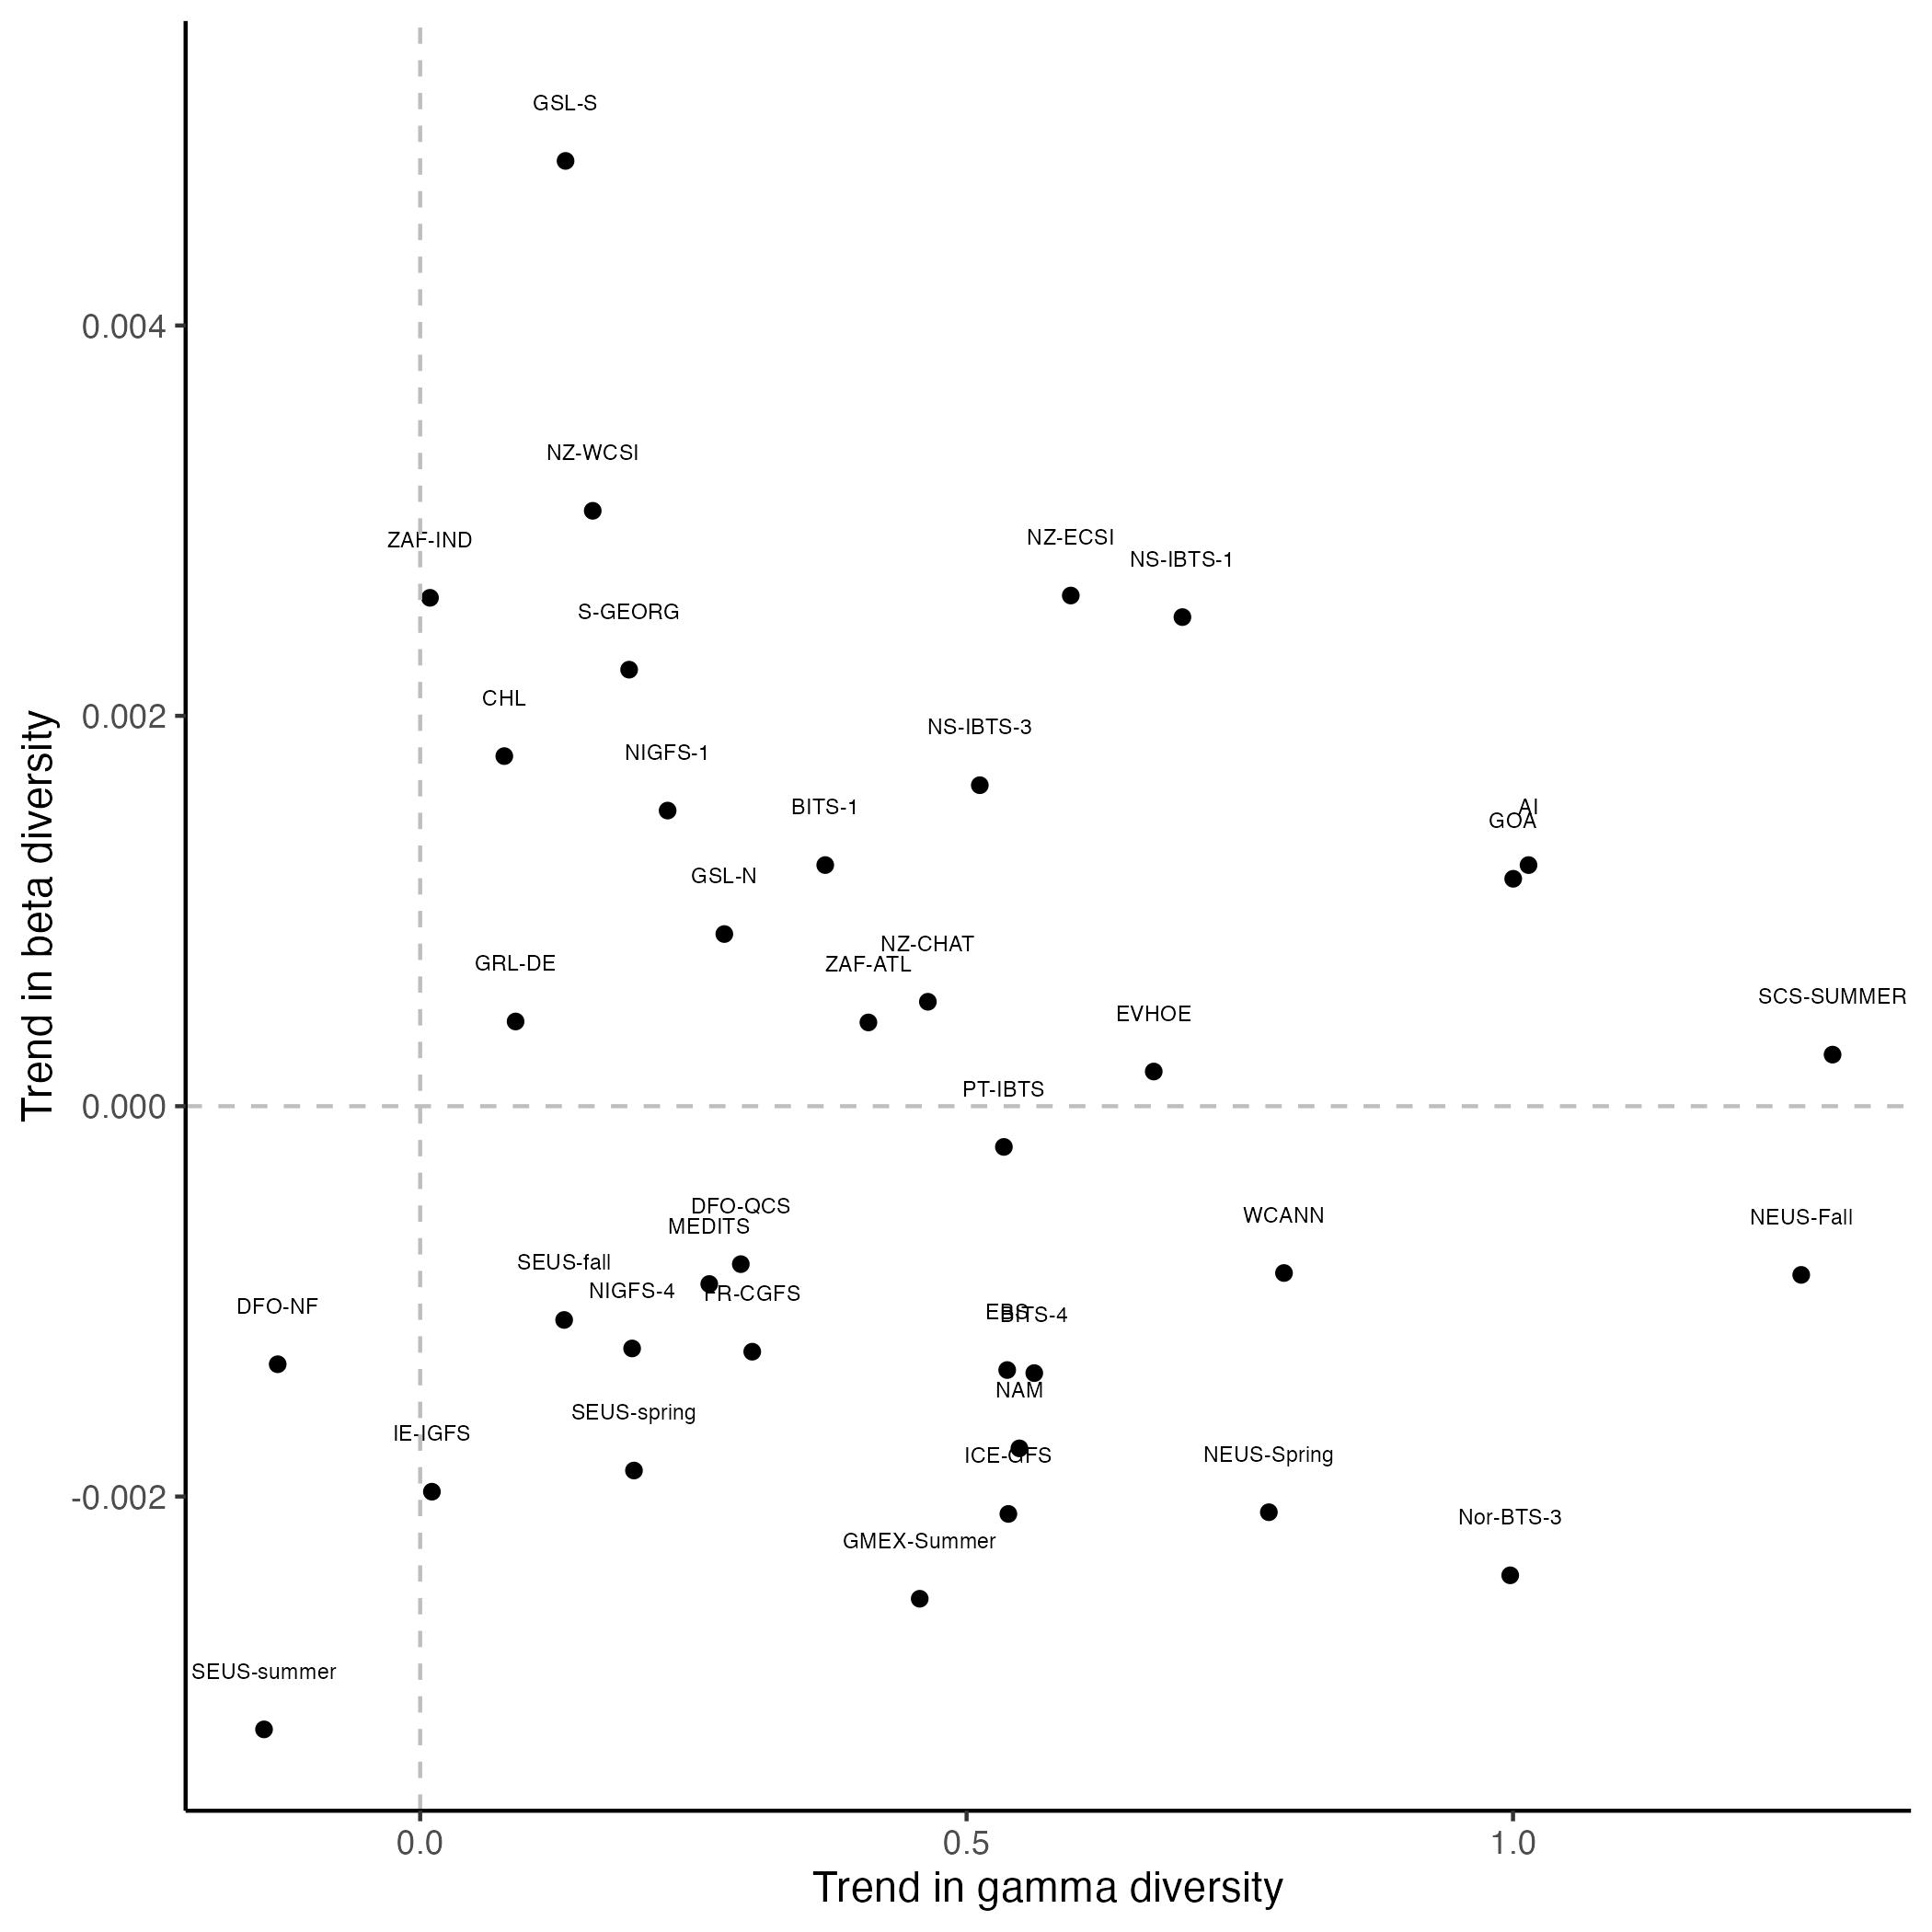 GSL-S
0.004
NZ-WCSI
ZAF-IND
NZ-ECSI
NS-IBTS-1
S-GEORG
CHL
0.002
NS-IBTS-3
NIGFS-1
BITS-1
AI
GOA
GSL-N
NZ-CHAT
GRL-DE
ZAF-ATL
SCS-SUMMER
EVHOE
PT-IBTS
0.000
Trend in beta diversity
DFO-QCS
WCANN
NEUS-Fall
MEDITS
SEUS-fall
NIGFS-4
FR-CGFS
DFO-NF
EBS
BITS-4
NAM
SEUS-spring
IE-IGFS
ICE-GFS
NEUS-Spring
-0.002
Nor-BTS-3
GMEX-Summer
SEUS-summer
0.0
0.5
1.0
Trend in gamma diversity